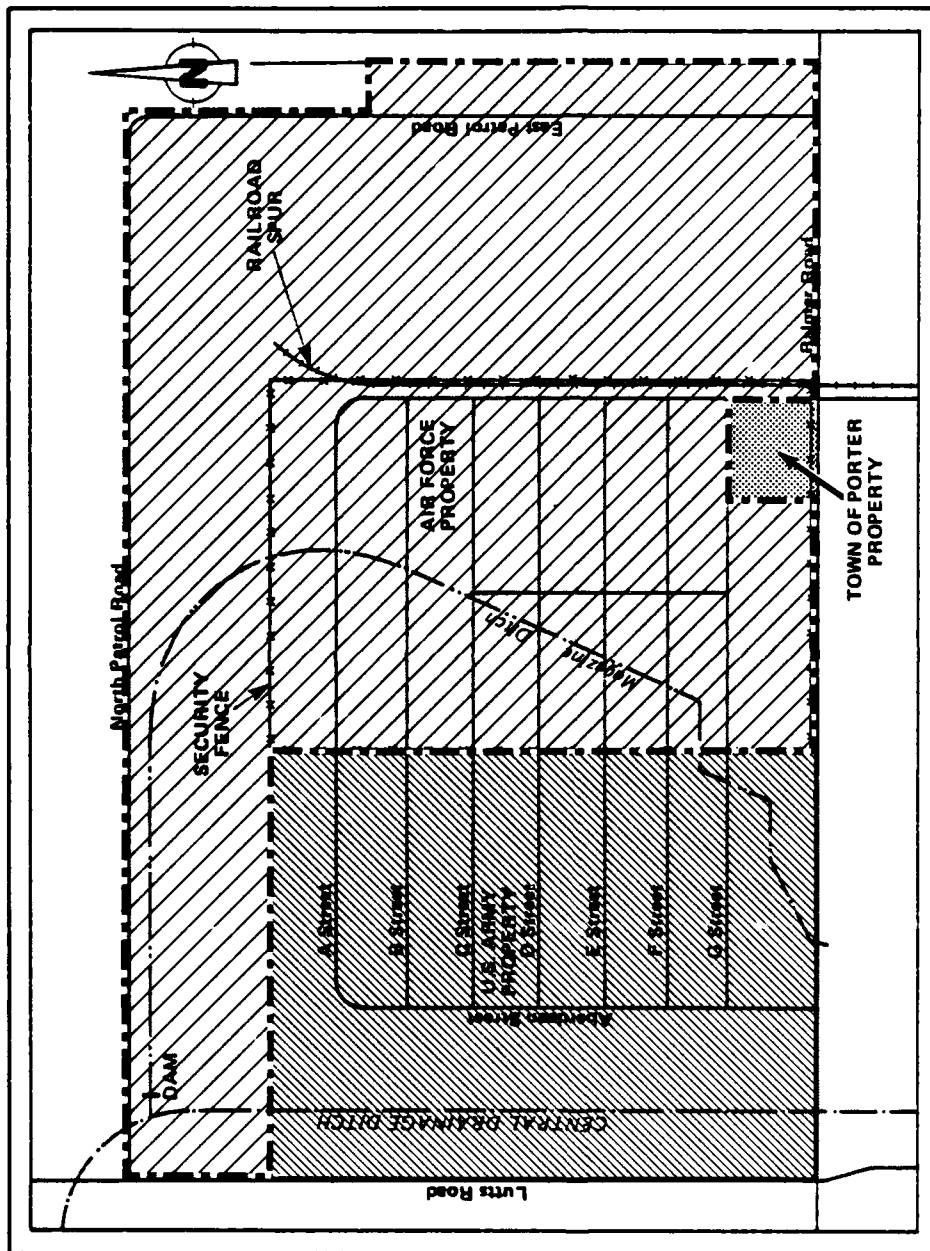 N
North Patrol Road
East Patrol Road
RAILROAD
SPUR
SECURITY
FENCE
AIR FORCE
PROPERTY
Magazine Ditch
A Street
B Street
C Street
U.S. ARMY
PROPERTY
D Street
E Street
F Street
G Street
Aberdeen Street
DAM
CENTRAL DRAINAGE DITCH
Lutts Road
Balmer Road
TOWN OF PORTER
PROPERTY